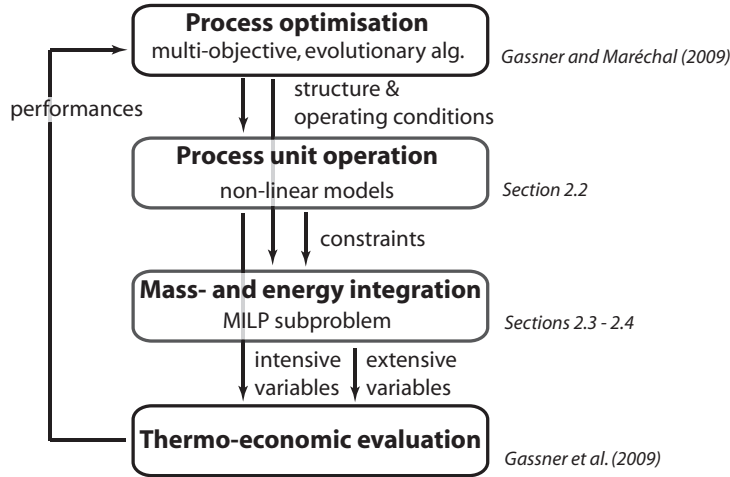 Process optimisation
multi-objective, evolutionary alg.
Gassner and Maréchal (2009)
performances
structure &
operating conditions
Process unit operation
non-linear models
Section 2.2
constraints
Mass- and energy integration
MILP subproblem
Sections 2.3 - 2.4
intensive
variables
extensive
variables
Thermo-economic evaluation
Gassner et al. (2009)